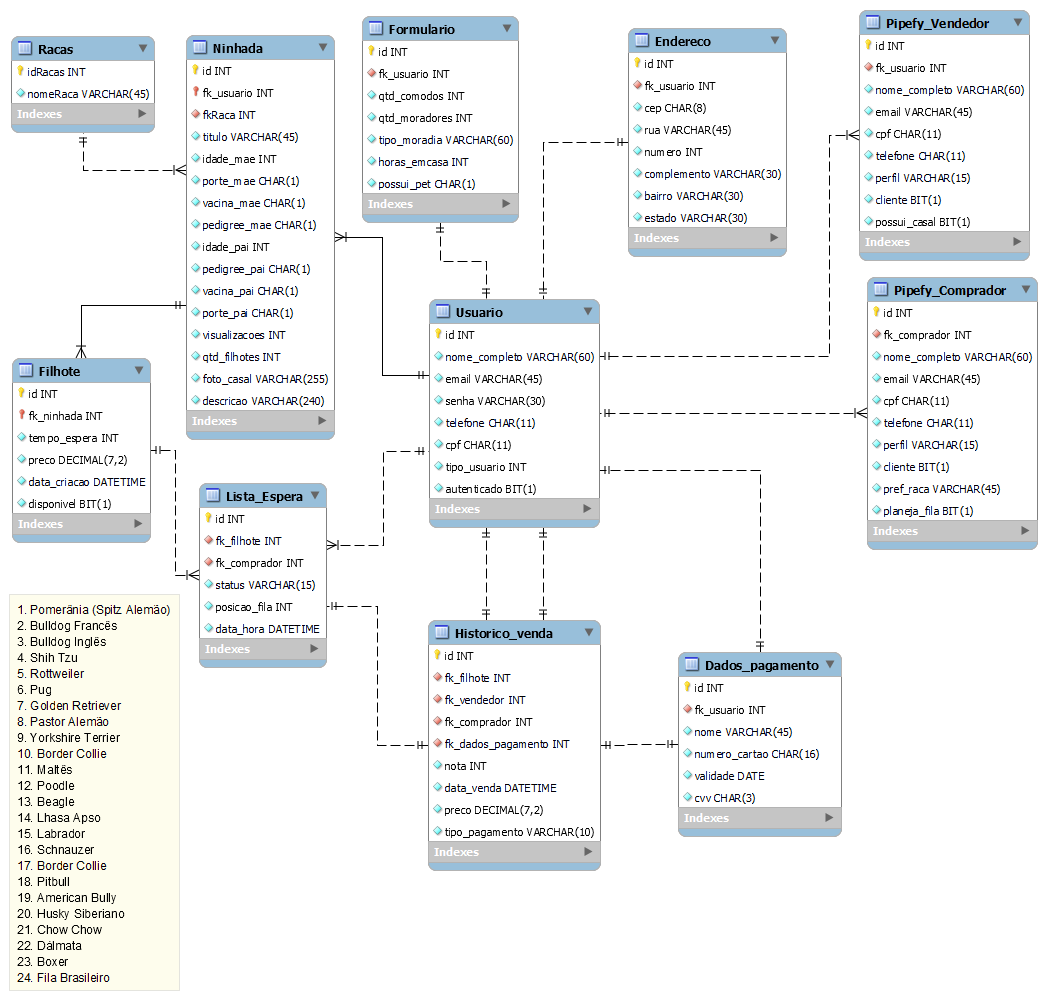 Racas
idRacas INT
nomeRaca VARCHAR(45)
Indexes
Ninhada
id INT
fk_usuario INT
fkRaca INT
titulo VARCHAR(45)
idade_mae INT
porte_mae CHAR(1)
vacina_mae CHAR(1)
pedigree_mae CHAR(1)
idade_pai INT
pedigree_pai CHAR(1)
vacina_pai CHAR(1)
porte_pai CHAR(1)
visualizacoes INT
qtd_filhotes INT
foto_casal VARCHAR(255)
descricao VARCHAR(240)
Indexes
Formulario
id INT
fk_usuario INT
qtd_comodos INT
qtd_moradores INT
tipo_moradia VARCHAR(60)
horas_emcasa INT
possui_pet CHAR(1)
Indexes
Endereco
id INT
fk_usuario INT
cep CHAR(8)
rua VARCHAR(45)
numero INT
complemento VARCHAR(30)
bairro VARCHAR(30)
estado VARCHAR(30)
Indexes
Pipefy_Vendedor
id INT
fk_usuario INT
nome_completo VARCHAR(60)
email VARCHAR(45)
cpf CHAR(11)
telefone CHAR(11)
perfil VARCHAR(15)
cliente BIT(1)
possui_casal BIT(1)
Indexes
Pipefy_Comprador
id INT
fk_comprador INT
nome_completo VARCHAR(60)
email VARCHAR(45)
cpf CHAR(11)
telefone CHAR(11)
perfil VARCHAR(15)
cliente BIT(1)
pref_raca VARCHAR(45)
planeja_fila BIT(1)
Indexes
Usuario
id INT
nome_completo VARCHAR(60)
email VARCHAR(45)
senha VARCHAR(30)
telefone CHAR(11)
cpf CHAR(11)
tipo_usuario INT
autenticado BIT(1)
Indexes
Filhote
id INT
fk_ninhada INT
tempo_espera INT
preco DECIMAL(7,2)
data_criacao DATETIME
disponivel BIT(1)
Indexes
Lista_Espera
id INT
fk_filhote INT
fk_comprador INT
status VARCHAR(15)
posicao_fila INT
data_hora DATETIME
Indexes
Historico_venda
id INT
fk_filhote INT
fk_vendedor INT
fk_comprador INT
fk_dados_pagamento INT
nota INT
data_venda DATETIME
preco DECIMAL(7,2)
tipo_pagamento VARCHAR(10)
Indexes
Dados_pagamento
id INT
fk_usuario INT
nome VARCHAR(45)
numero_cartao CHAR(16)
validade DATE
cvv CHAR(3)
Indexes
1. Pomerânia (Spitz Alemão)
2. Bulldog Francês
3. Bulldog Inglês
4. Shih Tzu
5. Rottweiler
6. Pug
7. Golden Retriever
8. Pastor Alemão
9. Yorkshire Terrier
10. Border Collie
11. Maltês
12. Poodle
13. Beagle
14. Lhasa Apso
15. Labrador
16. Schnauzer
17. Border Collie
18. Pitbull
19. American Bully
20. Husky Siberiano
21. Chow Chow
22. Dálmata
23. Boxer
24. Fila Brasileiro